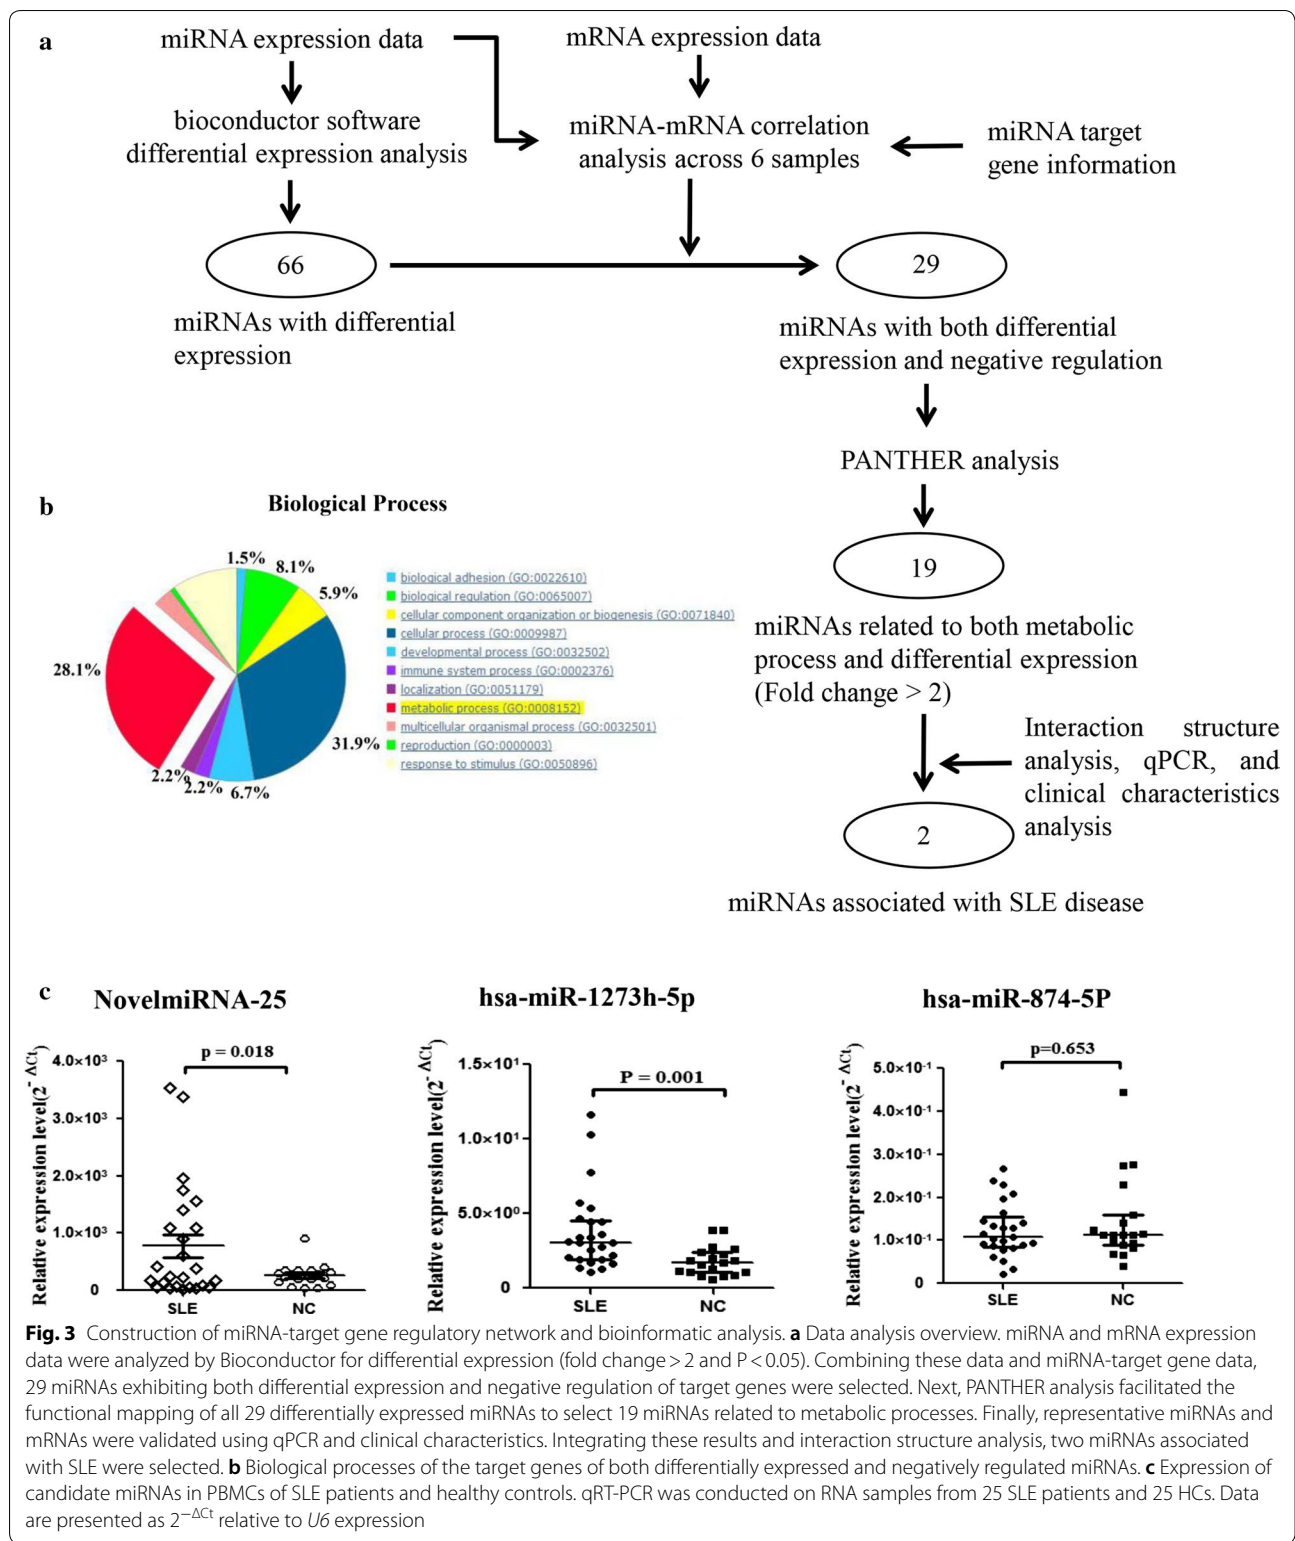 a
miRNA expression data
mRNA expression data
bioconductor software
differential expression analysis
miRNA-mRNA correlation
analysis across 6 samples
miRNA target
gene information
66
29
miRNAs with differential
expression
miRNAs with both differential
expression and negative regulation
PANTHER analysis
19
miRNAs related to both metabolic
process and differential expression
(Fold change > 2)
Interaction structure
analysis, qPCR, and
clinical characteristics
analysis
2
miRNAs associated with SLE disease
b
Biological Process
1.5%
8.1%
5.9%
31.9%
6.7%
2.2%
2.2%
28.1%
biological adhesion (GO:0022610)
biological regulation (GO:0065007)
cellular component organization or biogenesis (GO:0071840)
cellular process (GO:0009987)
developmental process (GO:0032502)
immune system process (GO:0002376)
localization (GO:0051179)
metabolic process (GO:0008152)
multicellular organismal process (GO:0032501)
reproduction (GO:0000003)
response to stimulus (GO:0050896)
c
NovelmiRNA-25
Relative expression level(2⁻ ΔCt)
4.0×10³
3.0×10³
2.0×10³
1.0×10³
0
p = 0.018
SLE
NC
hsa-miR-1273h-5p
Relative expression level(2⁻ ΔCt)
1.5×10¹
1.0×10¹
5.0×10⁰
0
P = 0.001
SLE
NC
hsa-miR-874-5P
Relative expression level(2⁻ ΔCt)
5.0×10⁻¹
4.0×10⁻¹
3.0×10⁻¹
2.0×10⁻¹
1.0×10⁻¹
0
p=0.653
SLE
NC
Fig. 3 Construction of miRNA-target gene regulatory network and bioinformatic analysis. a Data analysis overview. miRNA and mRNA expression
data were analyzed by Bioconductor for differential expression (fold change > 2 and P < 0.05). Combining these data and miRNA-target gene data,
29 miRNAs exhibiting both differential expression and negative regulation of target genes were selected. Next, PANTHER analysis facilitated the
functional mapping of all 29 differentially expressed miRNAs to select 19 miRNAs related to metabolic processes. Finally, representative miRNAs and
mRNAs were validated using qPCR and clinical characteristics. Integrating these results and interaction structure analysis, two miRNAs associated
with SLE were selected. b Biological processes of the target genes of both differentially expressed and negatively regulated miRNAs. c Expression of
candidate miRNAs in PBMCs of SLE patients and healthy controls. qRT-PCR was conducted on RNA samples from 25 SLE patients and 25 HCs. Data
are presented as 2⁻ΔCt relative to U6 expression